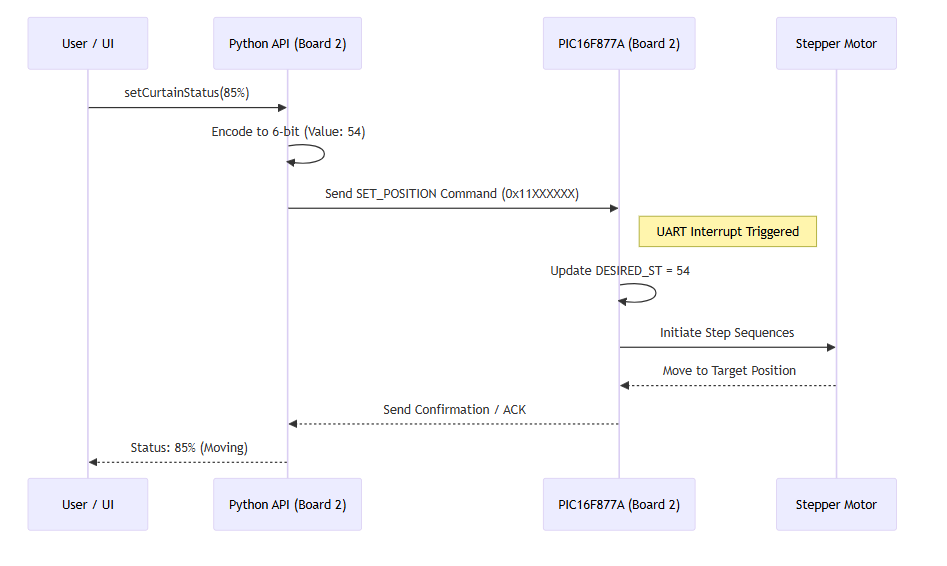 User / UI
Python API (Board 2)
PIC16F877A (Board 2)
Stepper Motor
setCurtainStatus(85%)
Encode to 6-bit (Value: 54)
Send SET_POSITION Command (0x11XXXXXX)
UART Interrupt Triggered
Update DESIRED_ST = 54
Initiate Step Sequences
Move to Target Position
Send Confirmation / ACK
Status: 85% (Moving)
User / UI
Python API (Board 2)
PIC16F877A (Board 2)
Stepper Motor